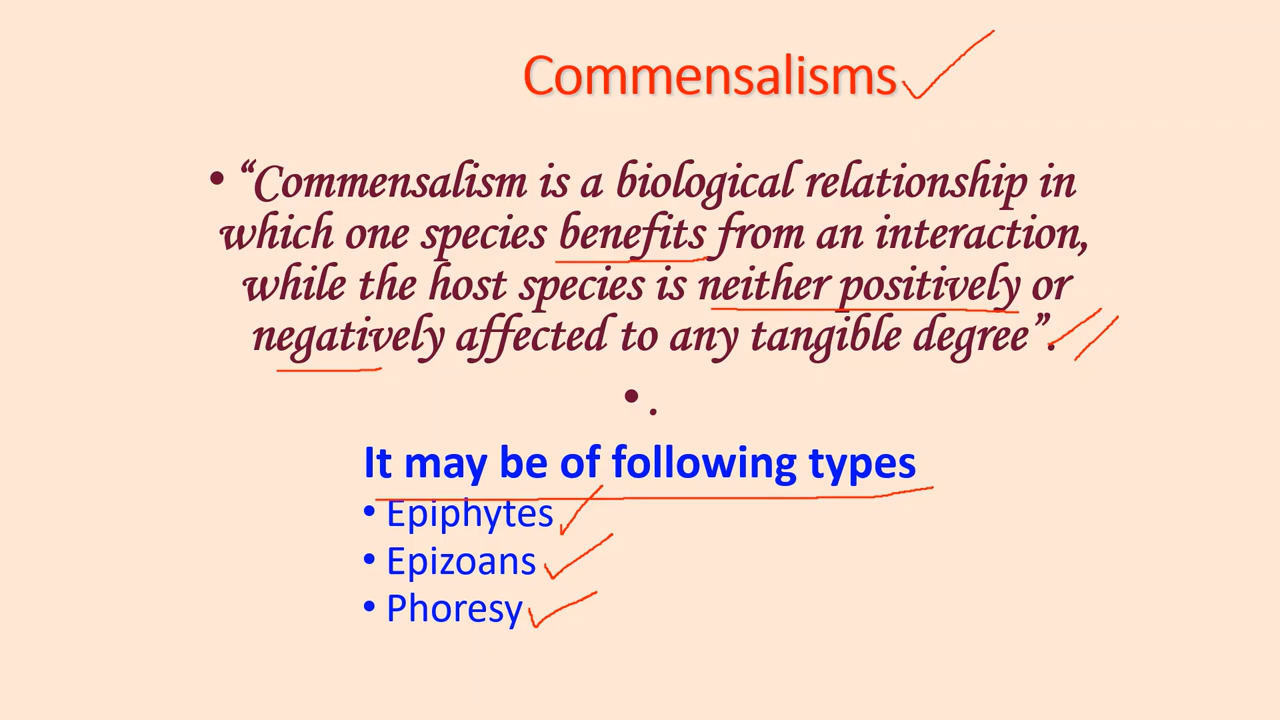 Commensalisms
• “Commensalism is a biological relationship in
which one species benefits from an interaction,
while the host species is neither positively or
negatively affected to any tangible degree”.
• .
It may be of following types
• Epiphytes
• Epizoans
• Phoresy